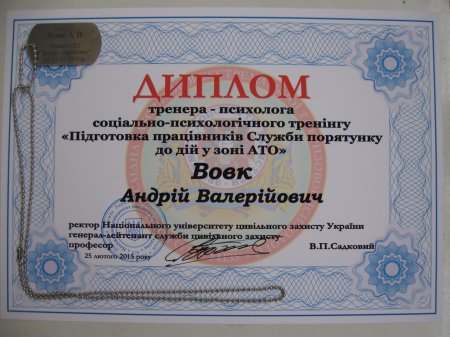 Вовк А.В.
ДИПЛОМ
тренера - психолога
соціально-психологічного тренінгу
«Підготовка працівників Служби порятунку
до дій у зоні АТО»
Вовк
Андрій Валерійович
ректор Національного університету цивільного захисту України
генерал-лейтенант служби цивільного захисту
професор
В.П.Садковий
25 лютого 2015 року